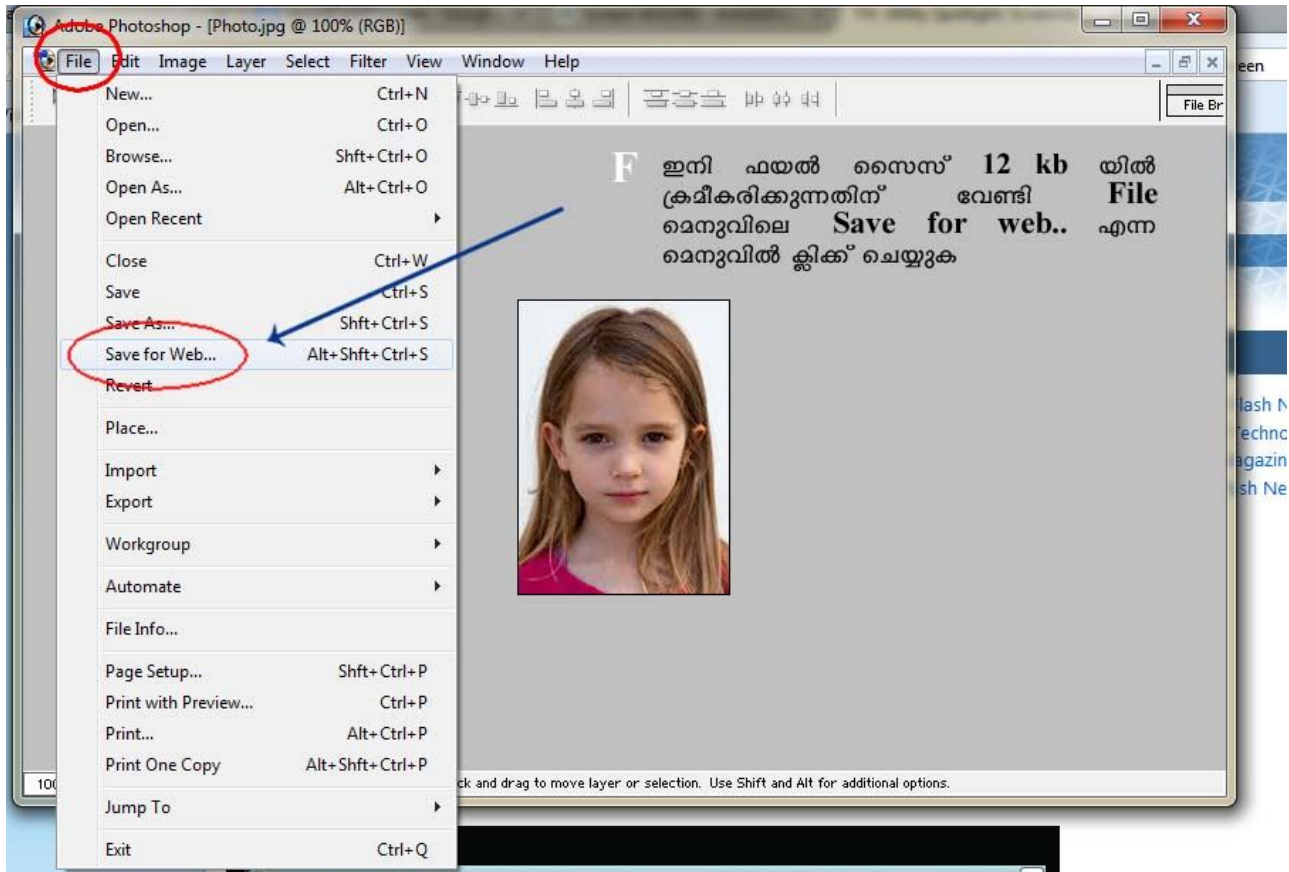 Adobe Photoshop - [Photo.jpg @ 100% (RGB)]
File Edit Image Layer Select Filter View Window Help
een
New... Ctrl+N
Open... Ctrl+O
Browse... Shft+Ctrl+O
Open As... Alt+Ctrl+O
Open Recent
Close Ctrl+W
Save Ctrl+S
Save As... Shft+Ctrl+S
Save for Web... Alt+Shft+Ctrl+S
Revert
Place...
Import
Export
Workgroup
Automate
File Info...
Page Setup... Shft+Ctrl+P
Print with Preview... Ctrl+P
Print... Alt+Ctrl+P
Print One Copy Alt+Shft+Ctrl+P
Jump To
Exit Ctrl+Q
File Br
F ഇനി ഫയൽ സൈസ് 12 kb യിൽ
ക്രമീകരിക്കുന്നതിന് വേണ്ടി File
മെനുവിലെ Save for web.. എന്ന
മെനുവിൽ ക്ലിക്ക് ചെയ്യുക
lash N
echno
agazin
sh Ne
100
ck and drag to move layer or selection. Use Shift and Alt for additional options.